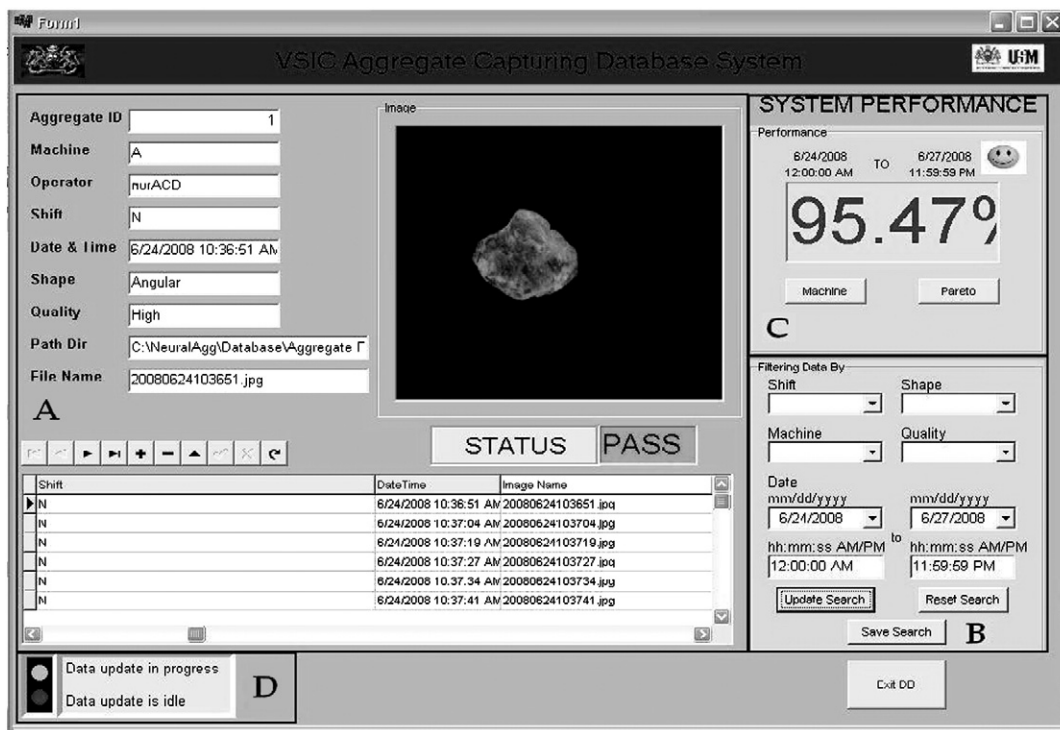 Form1
VSIC Aggregate Capturing Database System
USM
Aggregate ID 1
Machine A
Operator nurACD
Shift N
Date & Time 6/24/2008 10:36:51 AM
Shape Angular
Quality High
Path Dir C:\NeuralAgg\Database\Aggregate
File Name 20080624103651.jpg
A
Image
STATUS PASS
Shift DateTime Image Name
N 6/24/2008 10:36:51 AM 20080624103651.jpg
N 6/24/2008 10:37:04 AM 20080624103704.jpg
N 6/24/2008 10:37:19 AM 20080624103719.jpg
N 6/24/2008 10:37:27 AM 20080624103727.jpg
N 6/24/2008 10:37:34 AM 20080624103734.jpg
N 6/24/2008 10:37:41 AM 20080624103741.jpg
Data update in progress
Data update is idle
D
SYSTEM PERFORMANCE
Performance
6/24/2008 TO 6/27/2008
12:00:00 AM 11:59:59 PM
95.47%
Machine Pareto
C
Filtering Data By
Shift Shape
Machine Quality
Date
mm/dd/yyyy mm/dd/yyyy
6/24/2008 6/27/2008
to
hh:mm:ss AM/PM hh:mm:ss AM/PM
12:00:00 AM 11:59:59 PM
Update Search Reset Search
Save Search B
Exit DD